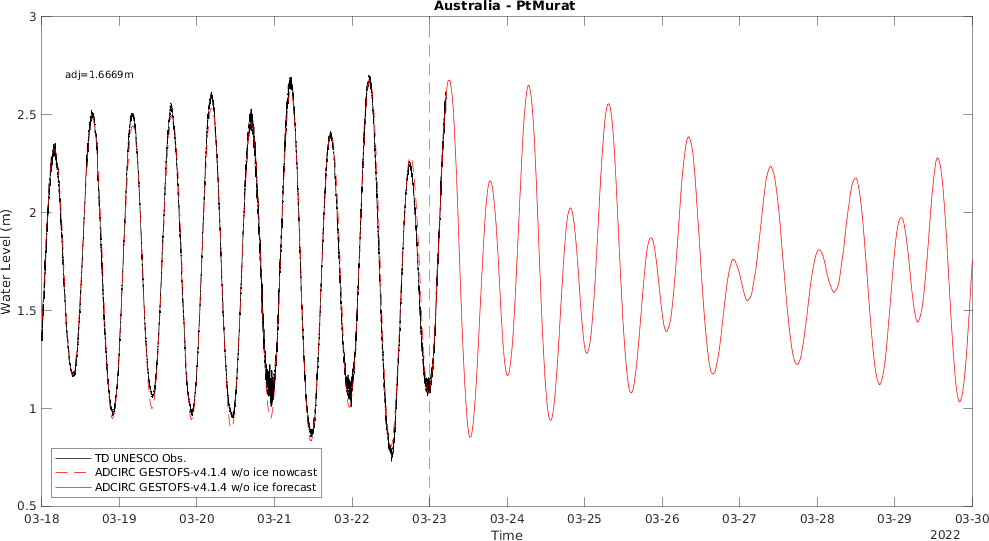 Australia - PtMurat
3
adj=1.6669m
2.5
2
Water Level (m)
1.5
1
TD UNESCO Obs.
ADCIRC GESTOFS-v4.1.4 w/o ice nowcast
ADCIRC GESTOFS-v4.1.4 w/o ice forecast
0.5
03-18 03-19 03-20 03-21 03-22 03-23 03-24 03-25 03-26 03-27 03-28 03-29 03-30
Time
2022